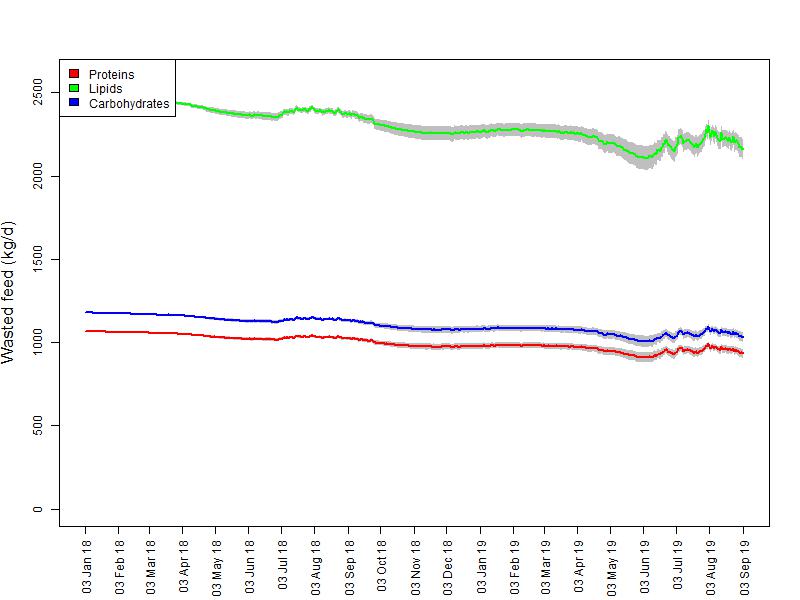 Proteins
Lipids
Carbohydrates
Wasted feed (kg/d)
2500
2000
1500
1000
500
0
03 Jan 18
03 Feb 18
03 Mar 18
03 Apr 18
03 May 18
03 Jun 18
03 Jul 18
03 Aug 18
03 Sep 18
03 Oct 18
03 Nov 18
03 Dec 18
03 Jan 19
03 Feb 19
03 Mar 19
03 Apr 19
03 May 19
03 Jun 19
03 Jul 19
03 Aug 19
03 Sep 19